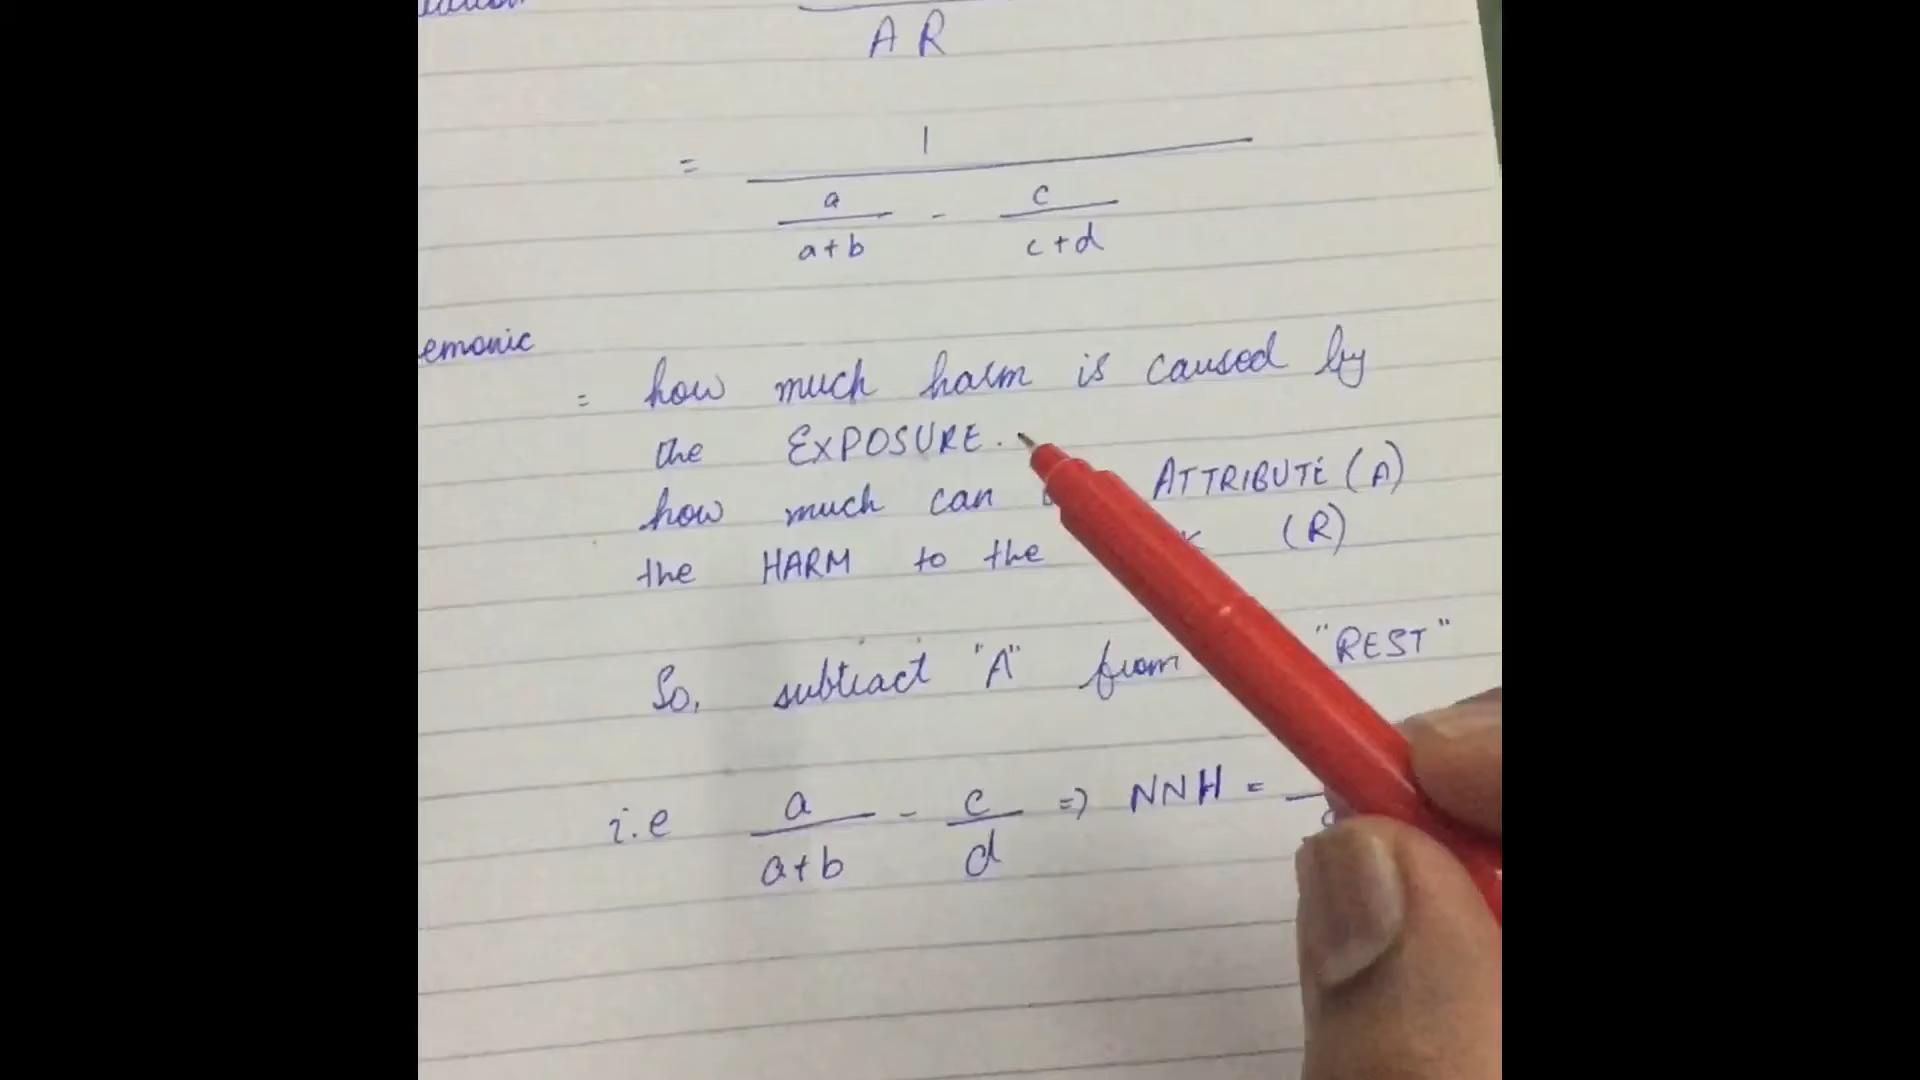 A R
= 1
a/a+b - c/c+d
emonic
= how much harm is caused by
the EXPOSURE.
how much can ATTRIBUTE (A)
the HARM to the (R)
So, subtract "A" from "REST"
i.e a/a+b - c/d => NNH =